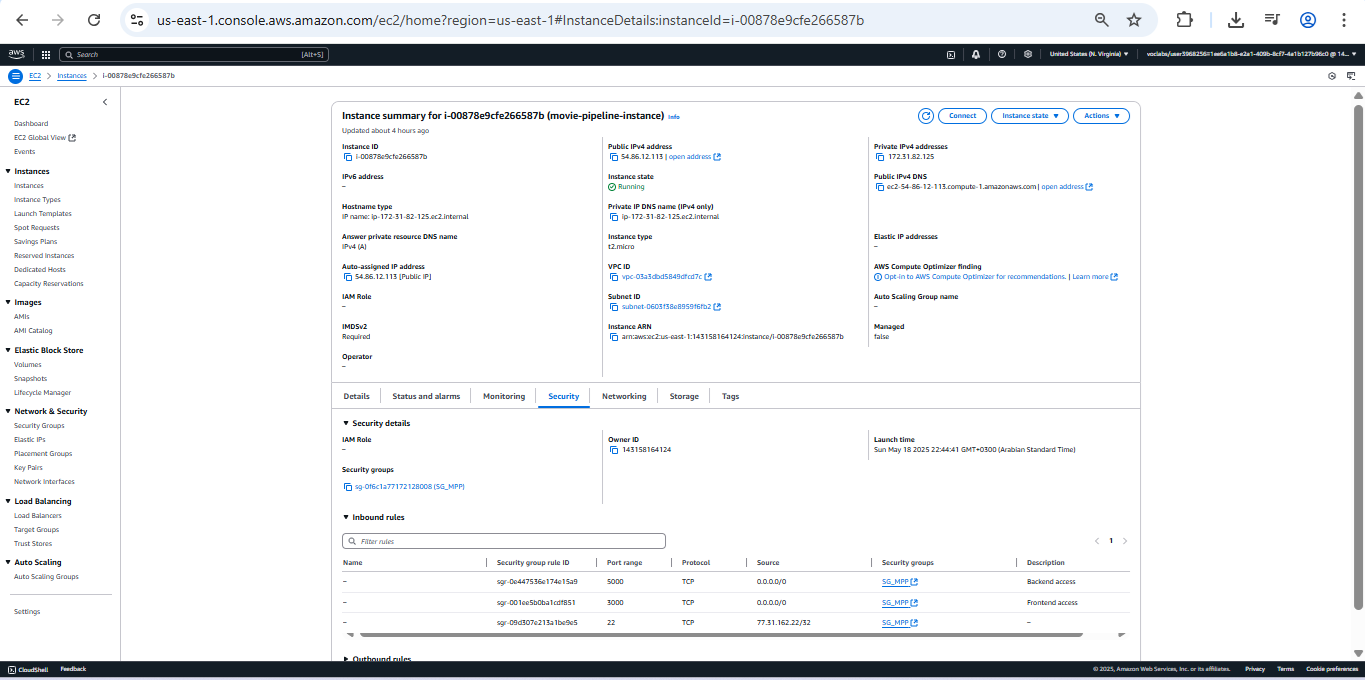 us-east-1.console.aws.amazon.com/ec2/home?region=us-east-1#InstanceDetails:instanceId=i-00878e9cfe266587b
aws
Search [Alt+S]
United States (N. Virginia)
EC2 > Instances > i-00878e9cfe266587b
EC2
Dashboard
EC2 Global View
Events
Instances
Instances
Instance Types
Launch Templates
Spot Requests
Savings Plans
Reserved Instances
Dedicated Hosts
Capacity Reservations
Images
AMIs
AMI Catalog
Elastic Block Store
Volumes
Snapshots
Lifecycle Manager
Network & Security
Security Groups
Elastic IPs
Placement Groups
Key Pairs
Network Interfaces
Load Balancing
Load Balancers
Target Groups
Trust Stores
Auto Scaling
Auto Scaling Groups
Settings
Instance summary for i-00878e9cfe266587b (movie-pipeline-instance) Info
Connect
Instance state
Actions
Updated about 4 hours ago
Instance ID
i-00878e9cfe266587b
Public IPv4 address
54.86.12.113 | open address
Private IPv4 addresses
172.31.82.125
IPv6 address
–
Instance state
Running
Public IPv4 DNS
ec2-54-86-12-113.compute-1.amazonaws.com | open address
Hostname type
IP name: ip-172-31-82-125.ec2.internal
Private IP DNS name (IPv4 only)
ip-172-31-82-125.ec2.internal
Answer private resource DNS name
IPv4 (A)
Instance type
t2.micro
Elastic IP addresses
–
Auto-assigned IP address
54.86.12.113 [Public IP]
VPC ID
vpc-03a3dbd5849dfcd7c
AWS Compute Optimizer finding
Opt-in to AWS Compute Optimizer for recommendations. | Learn more
IAM Role
–
Subnet ID
subnet-0603f38e8959f6fb2
Auto Scaling Group name
–
IMDSv2
Required
Instance ARN
arn:aws:ec2:us-east-1:143158164124:instance/i-00878e9cfe266587b
Managed
false
Operator
–
Details
Status and alarms
Monitoring
Security
Networking
Storage
Tags
Security details
IAM Role
–
Owner ID
143158164124
Launch time
Sun May 18 2025 22:44:41 GMT+0300 (Arabian Standard Time)
Security groups
sg-0f6c1a77172128008 (SG_MPP)
Inbound rules
Filter rules
< 1 >
Name Security group rule ID Port range Protocol Source Security groups Description
– sgr-0e447536e174e15a9 5000 TCP 0.0.0.0/0 SG_MPP Backend access
– sgr-001ee5b0ba1cdf851 3000 TCP 0.0.0.0/0 SG_MPP Frontend access
– sgr-09d307e213a1be9e5 22 TCP 77.31.162.22/32 SG_MPP –
Outbound rules
CloudShell Feedback
© 2025, Amazon Web Services, Inc. or its affiliates. Privacy Terms Cookie preferences